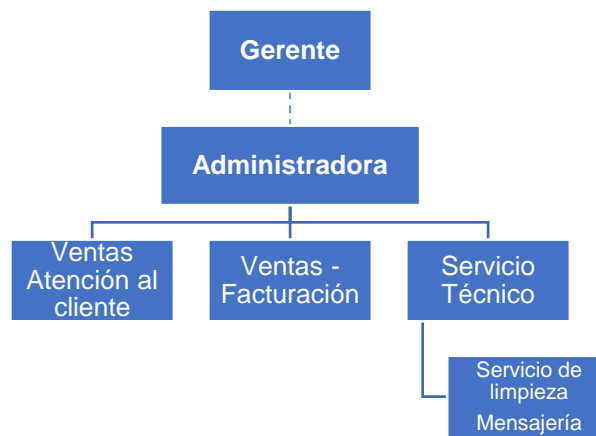 Gerente
Administradora
Ventas
Atención al
cliente
Ventas -
Facturación
Servicio
Técnico
Servicio de
limpieza
Mensajería